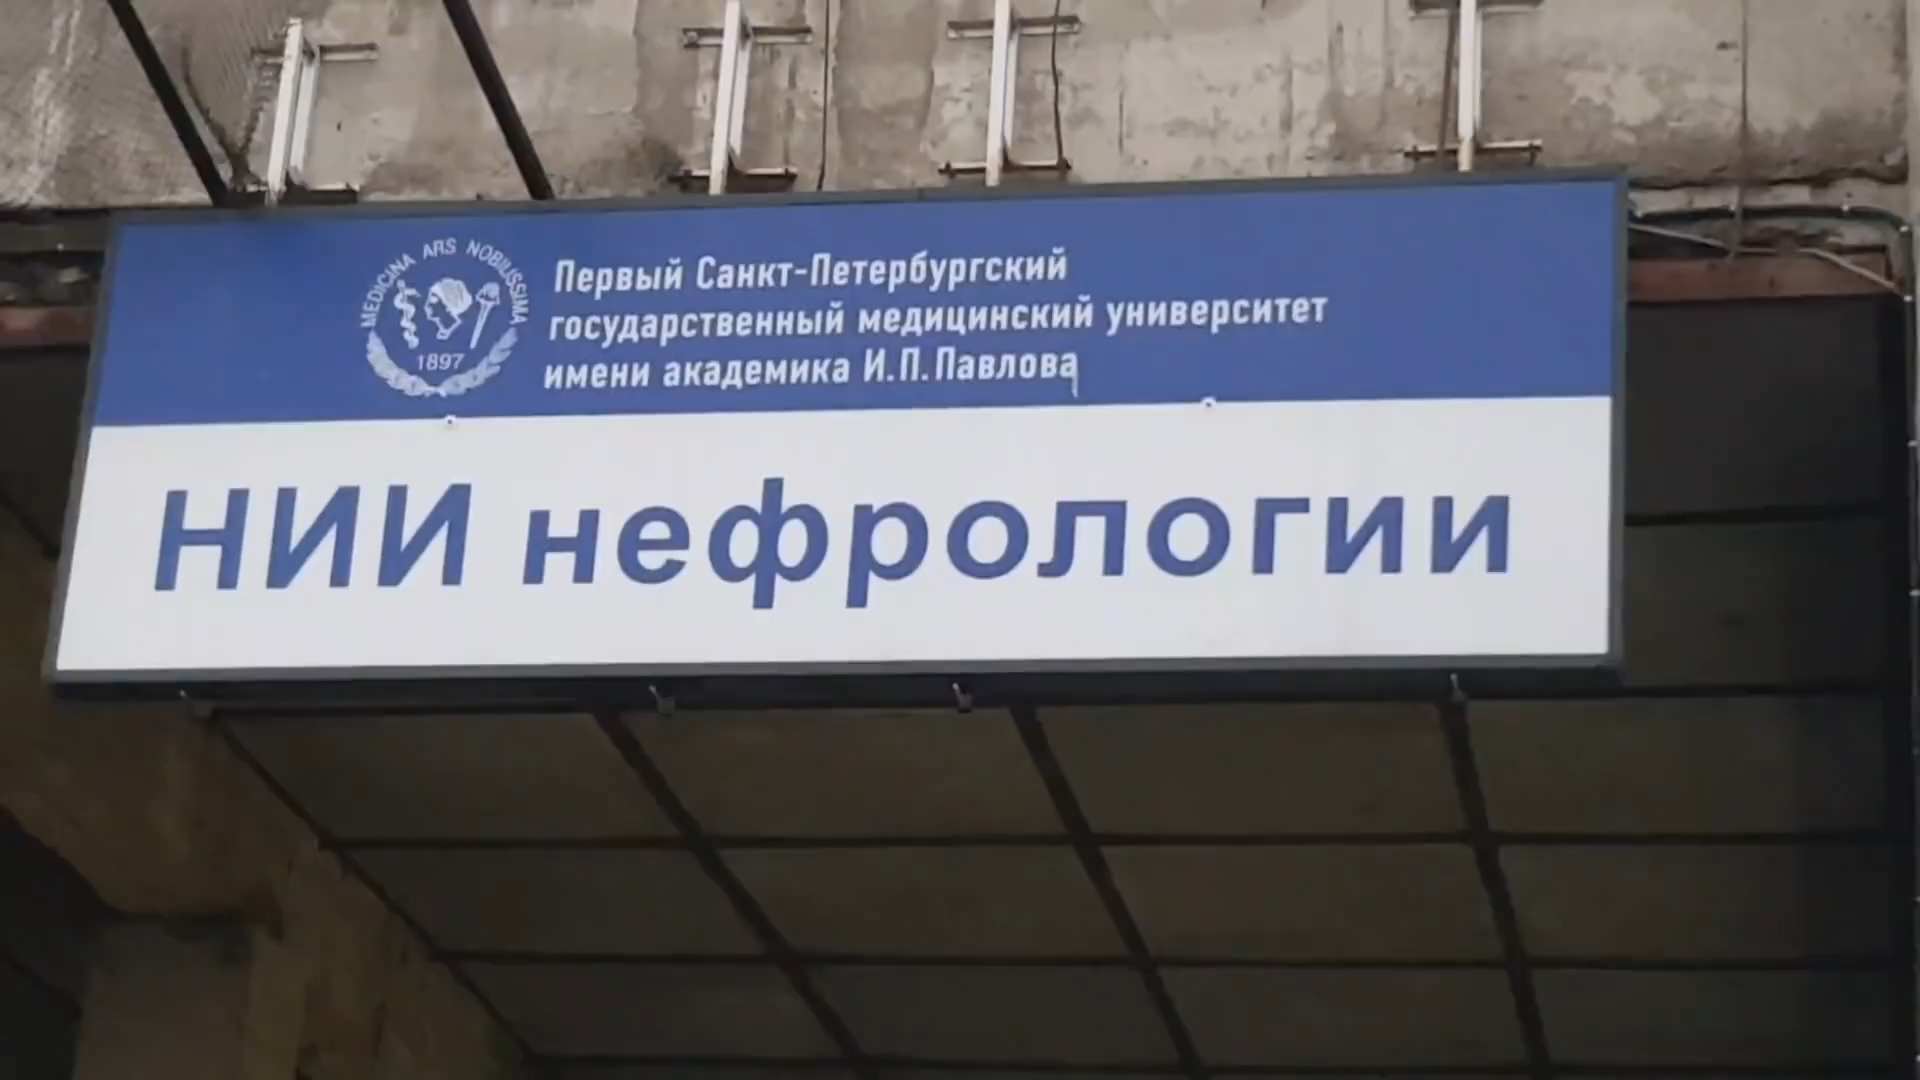 MEDICINA ARS NOBILISSIMA
1897
Первый Санкт-Петербургский
государственный медицинский университет
имени академика И.П.Павлова
НИИ нефрологии